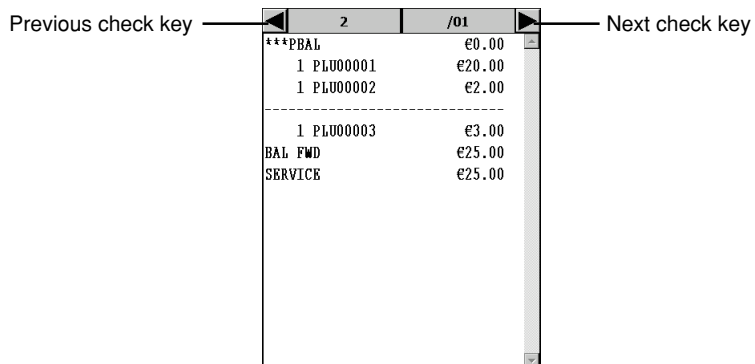 Previous check key 2 /01 Next check key
***PBAL €0.00
1 PLU00001 €20.00
1 PLU00002 €2.00
--------------------------------
1 PLU00003 €3.00
BAL FWD €25.00
SERVICE €25.00